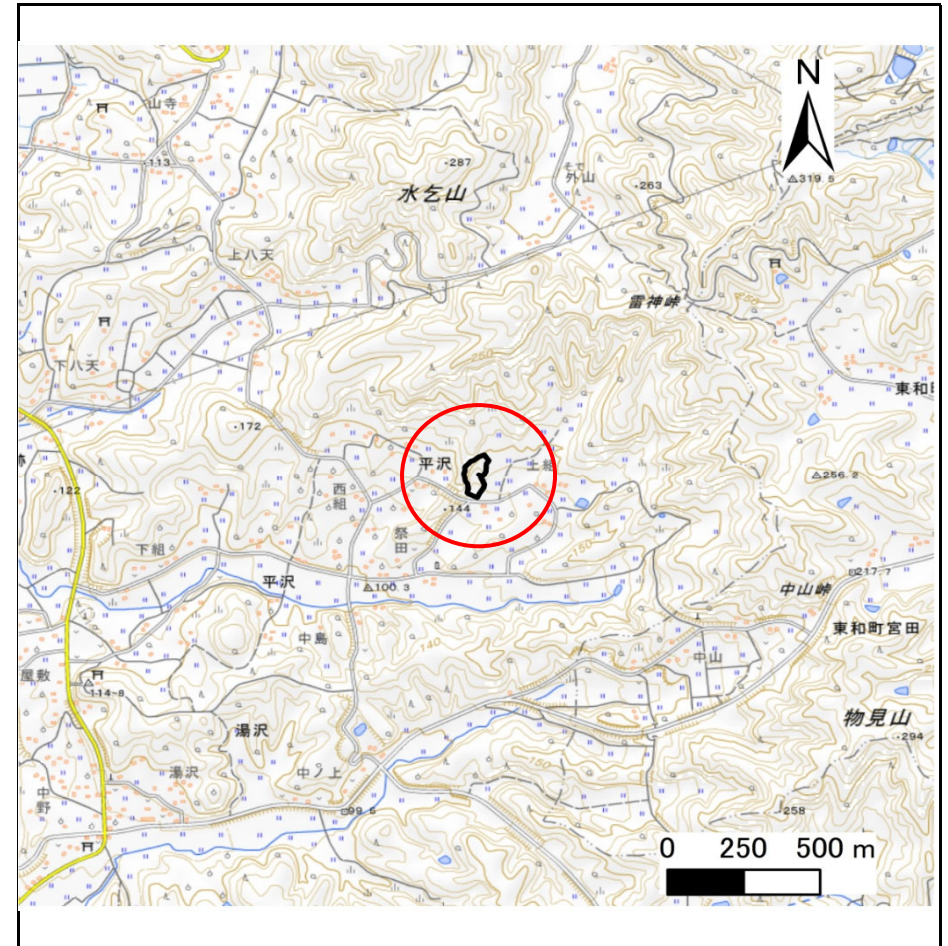 N
山寺
・113
・287
水乞山
そで
外山
・263
△319.5
上八天
雷神峠
250
250
下八天
東和
・172
平沢
上組
△256.2
・122
西組
・144
祭田
150
下組
平沢
△100.3
217.7
中山峠
東和町宮田
中島
140
中山
屋敷
114.8
湯沢
物見山
・294
湯沢
中ノ上
150
中野
99.5
・258
0 250 500 m